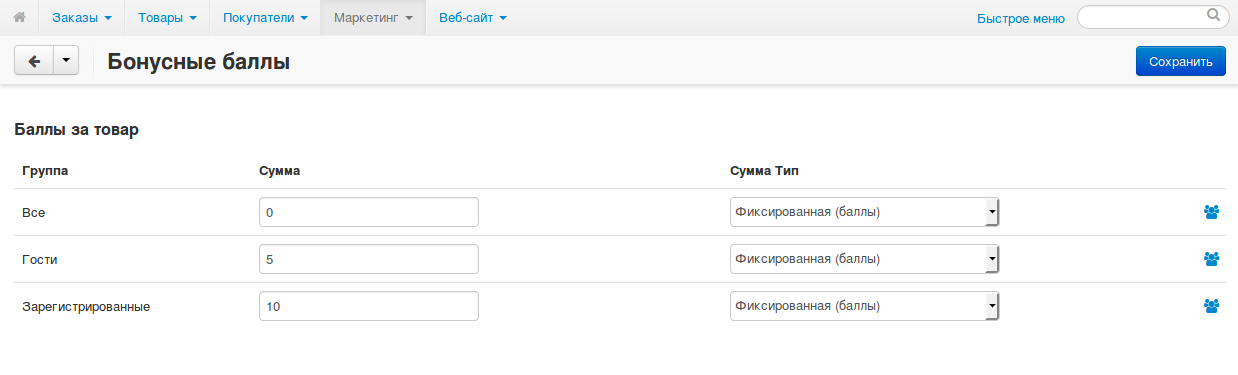 Заказы Товары Покупатели Маркетинг Веб-сайт Быстрое меню
Бонусные баллы Сохранить
Баллы за товар
Группа Сумма Сумма Тип
Все 0 Фиксированная (баллы)
Гости 5 Фиксированная (баллы)
Зарегистрированные 10 Фиксированная (баллы)